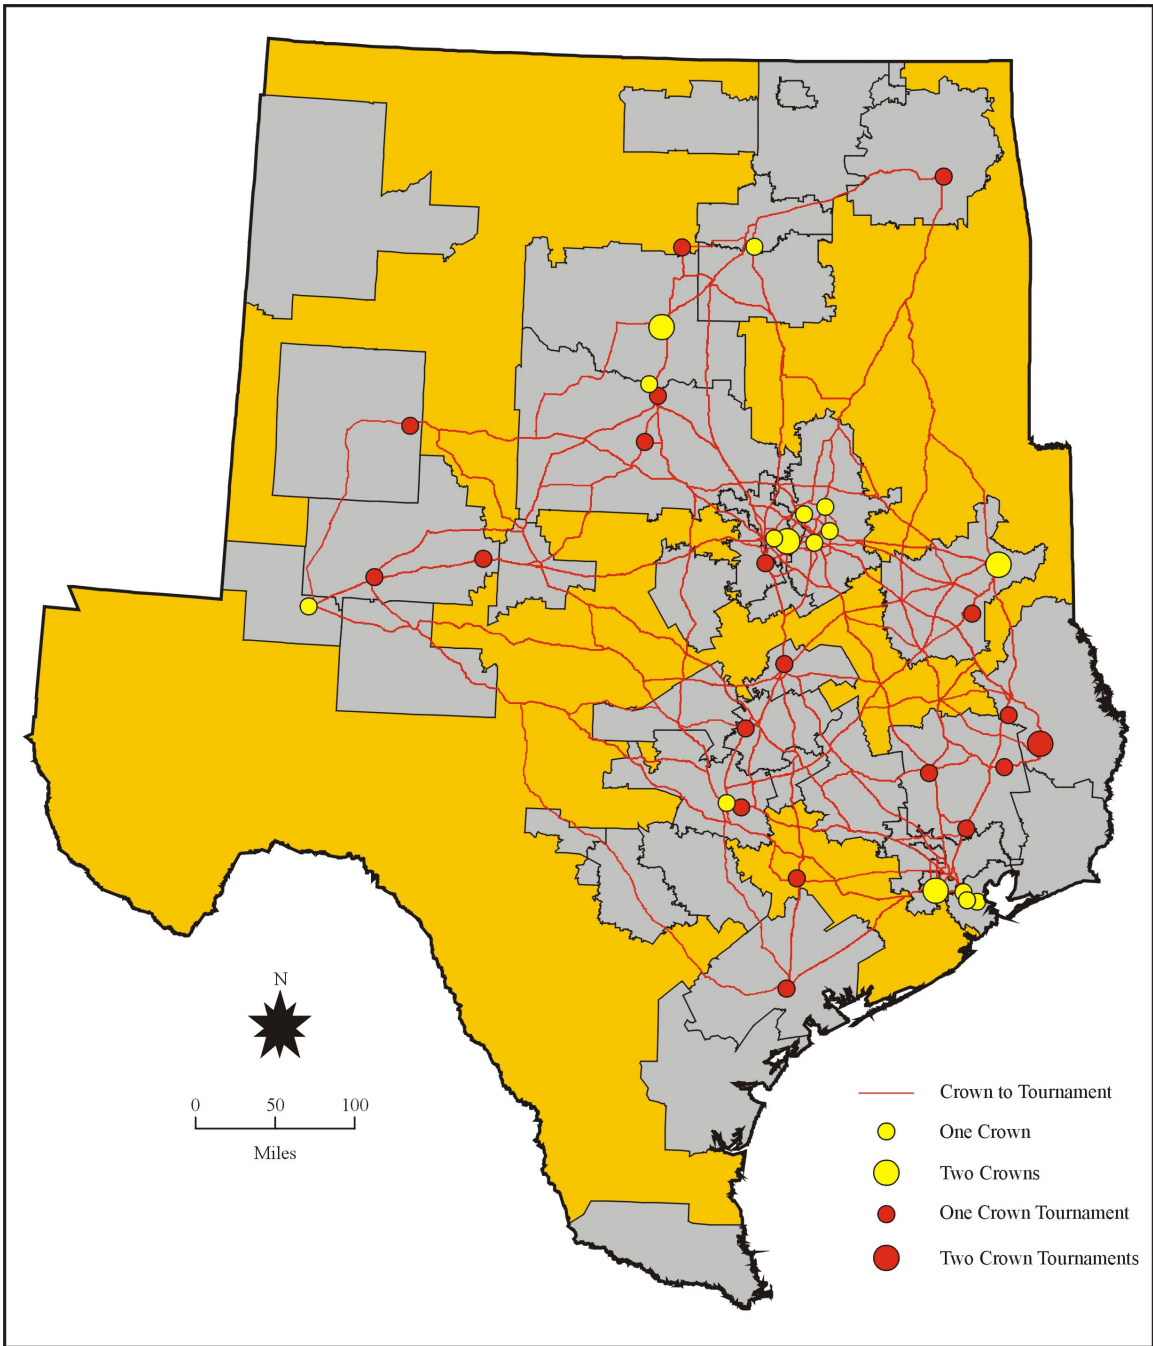 N
0 50 100
Miles
Crown to Tournament
One Crown
Two Crowns
One Crown Tournament
Two Crown Tournaments